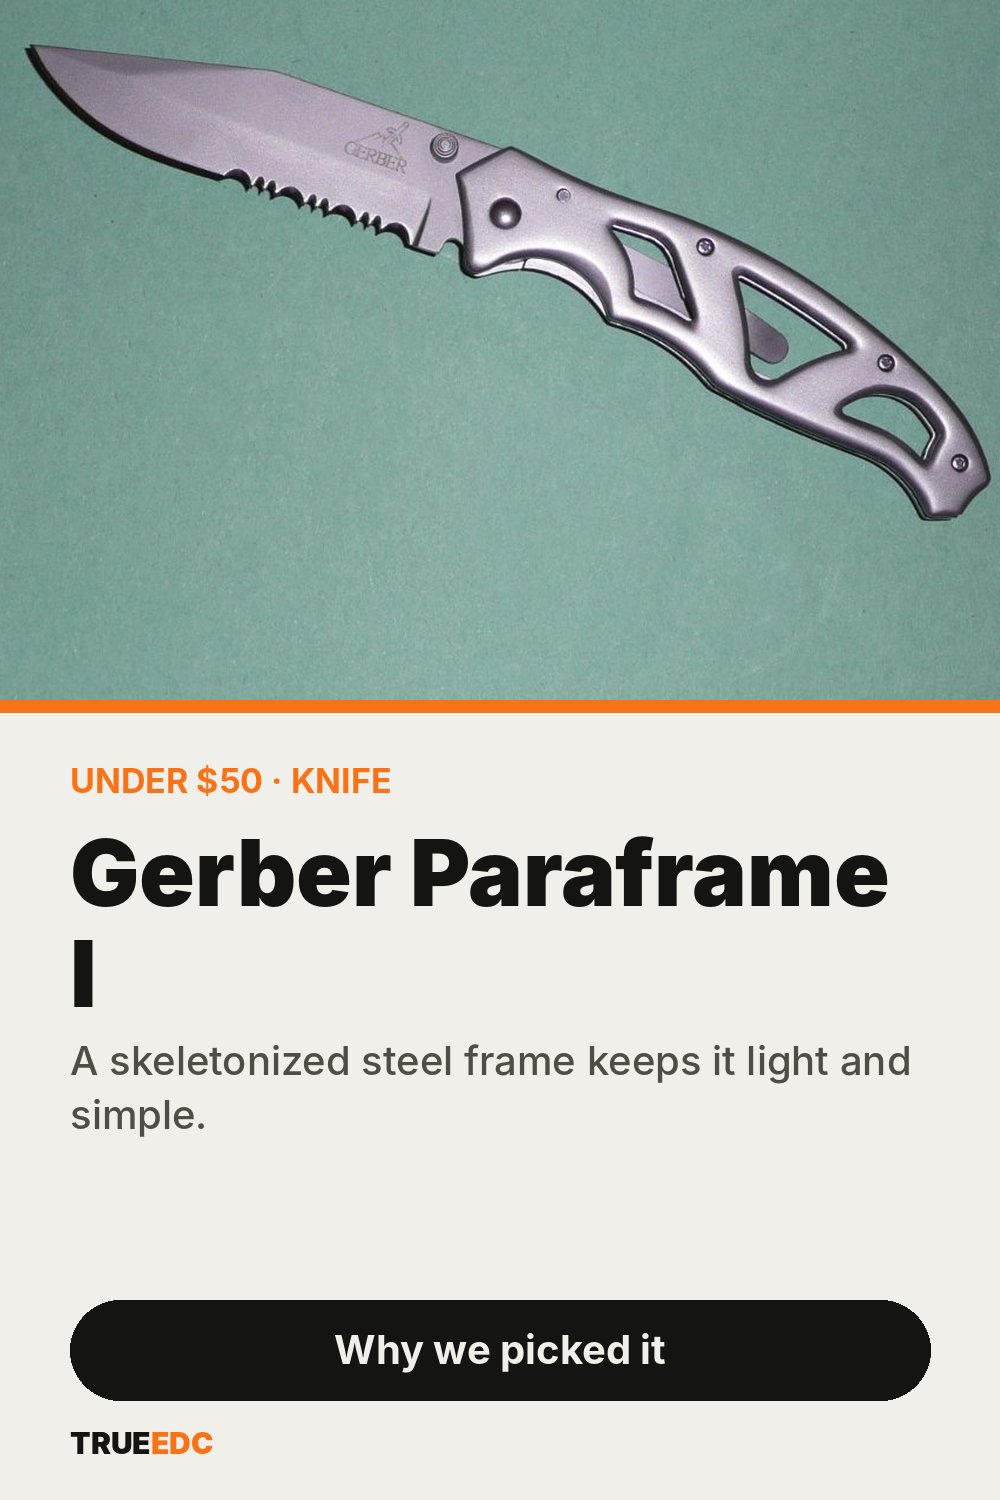 GERBER
UNDER $50 · KNIFE
Gerber Paraframe
I
A skeletonized steel frame keeps it light and
simple.
Why we picked it
TRUEEDC